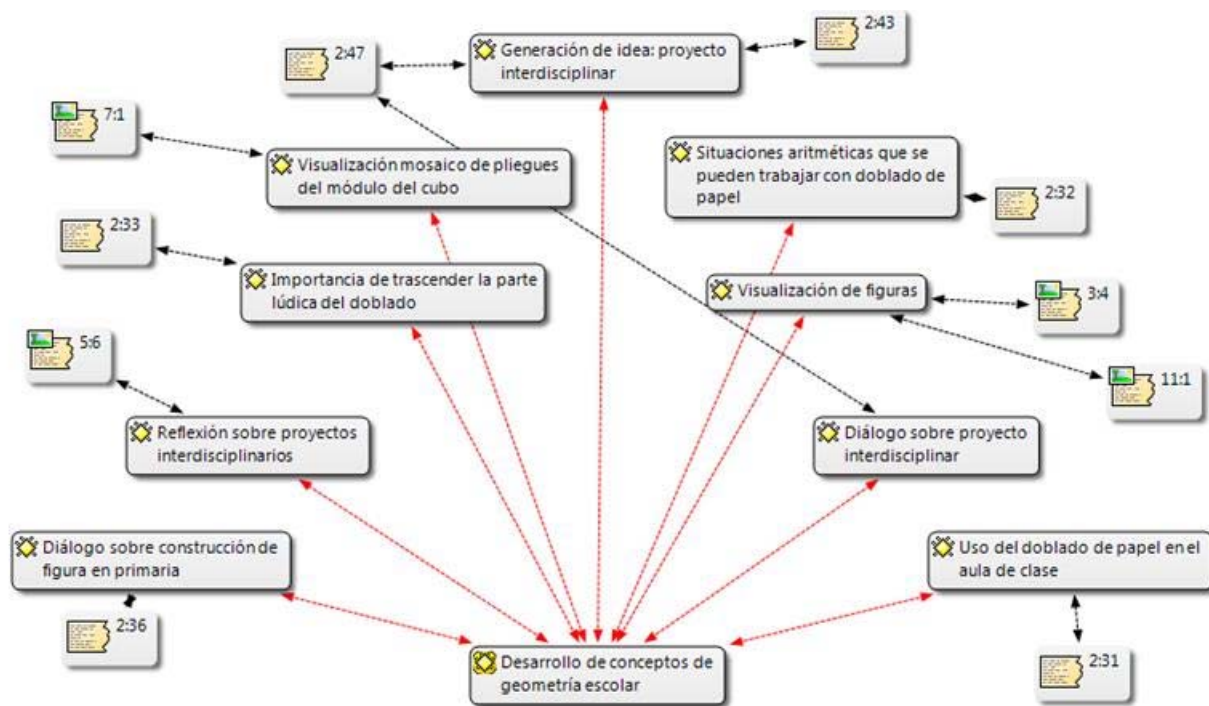 2:47
Generación de idea: proyecto
interdisciplinar
2:43
7:1
Visualización mosaico de pliegues
del módulo del cubo
Situaciones aritméticas que se
pueden trabajar con doblado de
papel
2:32
2:33
Importancia de trascender la parte
lúdica del doblado
Visualización de figuras
3:4
5:6
11:1
Reflexión sobre proyectos
interdisciplinarios
Diálogo sobre proyecto
interdisciplinar
Diálogo sobre construcción de
figura en primaria
Uso del doblado de papel en el
aula de clase
2:36
Desarrollo de conceptos de
geometría escolar
2:31